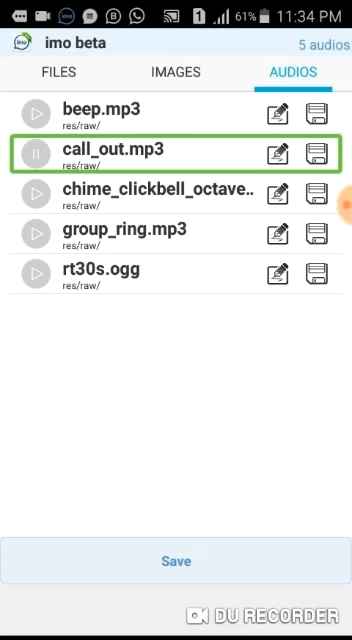 61% 11:34 PM
imo beta
5 audios
FILES IMAGES AUDIOS
beep.mp3
res/raw/
call_out.mp3
res/raw/
chime_clickbell_octave..
res/raw/
group_ring.mp3
res/raw/
rt30s.ogg
res/raw/
Save
DU RECORDER